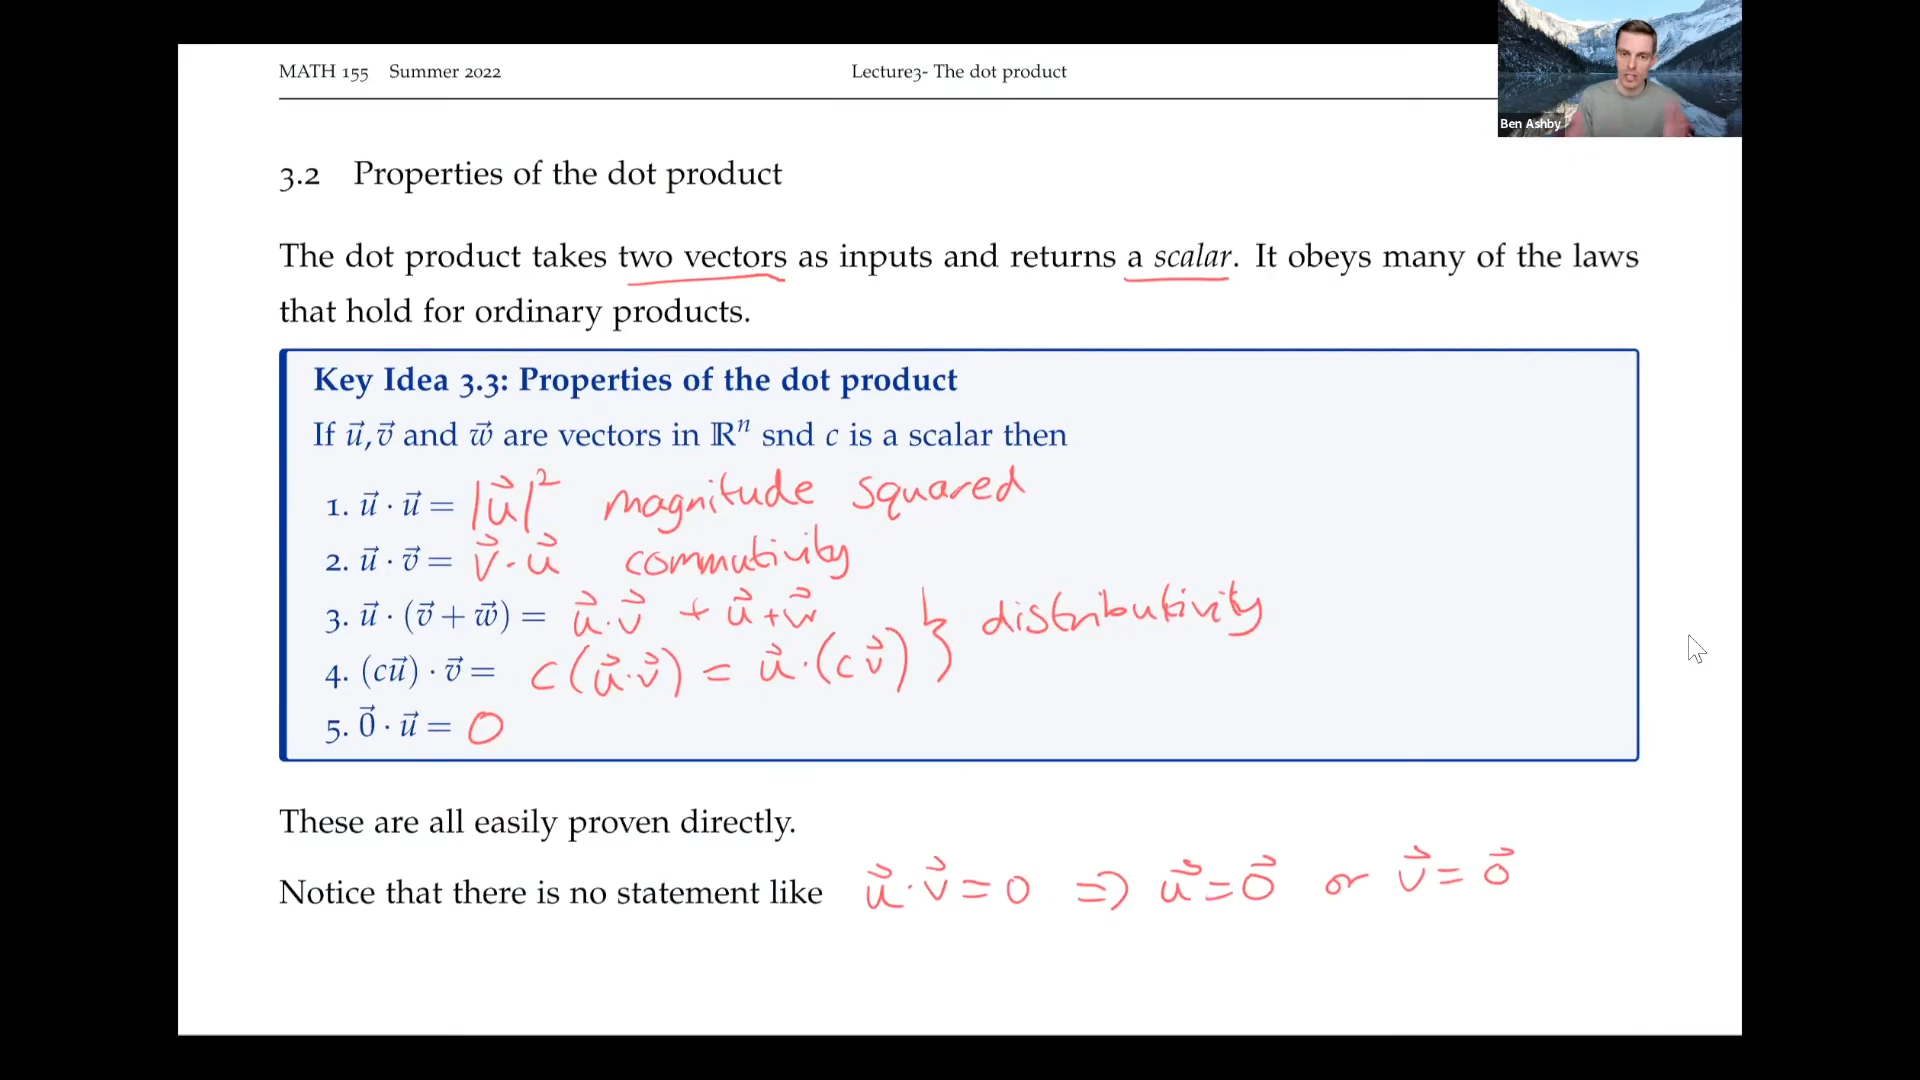 MATH 155 Summer 2022 Lecture3- The dot product
Ben Ashby
3.2 Properties of the dot product
The dot product takes two vectors as inputs and returns a scalar. It obeys many of the laws
that hold for ordinary products.
Key Idea 3.3: Properties of the dot product
If u⃗, v⃗ and w⃗ are vectors in ℝⁿ snd c is a scalar then
1. u⃗ · u⃗ = |u⃗|² magnitude squared
2. u⃗ · v⃗ = v⃗ · u⃗ commutivity
3. u⃗ · (v⃗ + w⃗) = u⃗ · v⃗ + u⃗ + w⃗ } distributivity
4. (cu⃗) · v⃗ = c(u⃗ · v⃗) = u⃗ · (cv⃗)
5. 0⃗ · u⃗ = 0
These are all easily proven directly.
Notice that there is no statement like u⃗ · v⃗ = 0 ⇒ u⃗ = 0⃗ or v⃗ = 0⃗